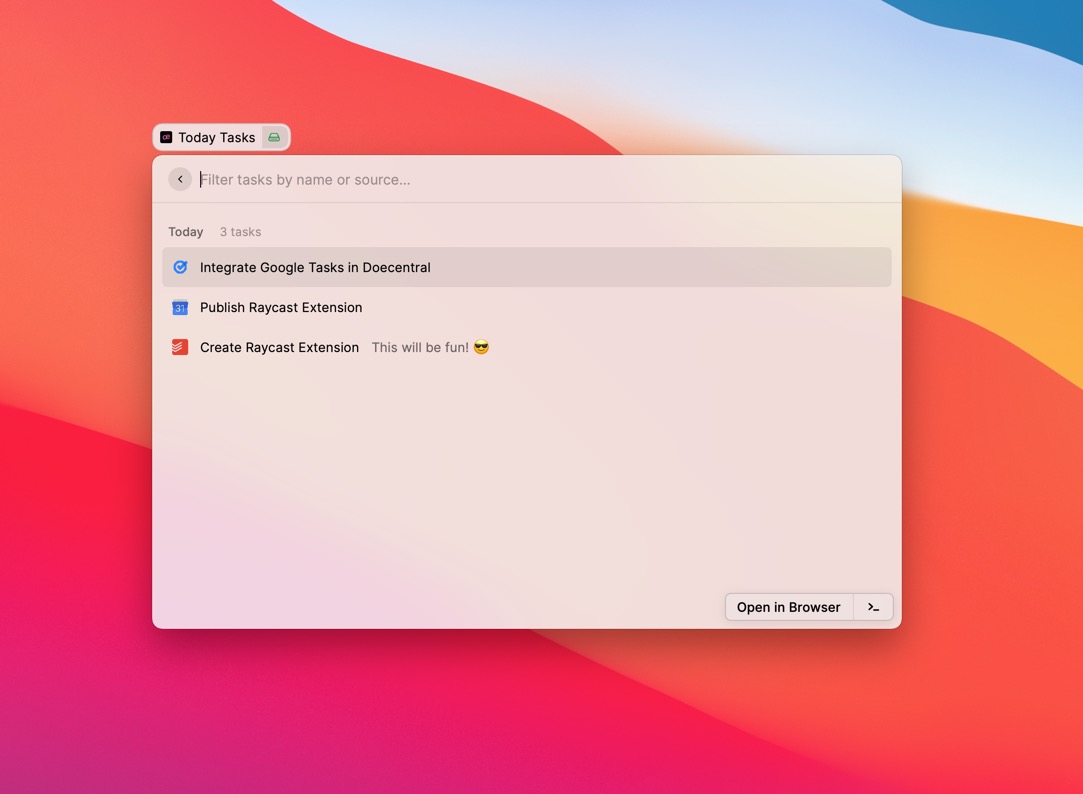 Today Tasks
Filter tasks by name or source...
Today 3 tasks
Integrate Google Tasks in Doecentral
31 Publish Raycast Extension
Create Raycast Extension This will be fun! 😎
Open in Browser >_